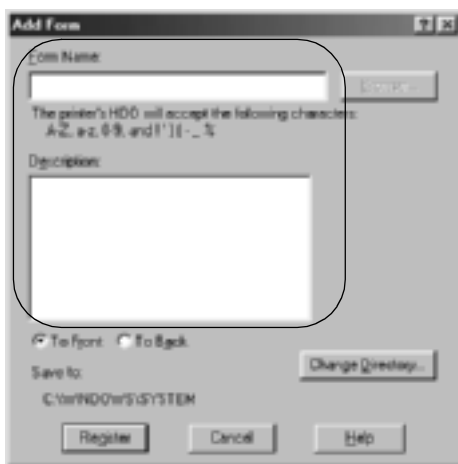 Add Form
Form Name:
The printer's HDD will accept the following characters:
A-Z, a-z, 0-9, and
Description:
To Front To Back
Change Directory...
Save to:
C:\WINDOWS\SYSTEM
Register Cancel Help